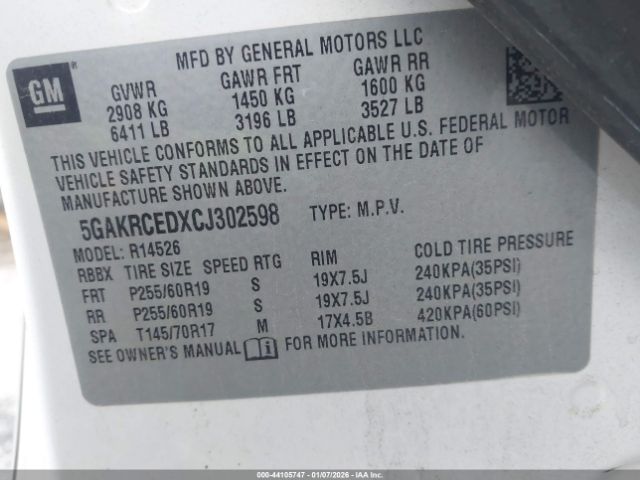 GM
MFD BY GENERAL MOTORS LLC
GVWR GAWR FRT GAWR RR
2908 KG 1450 KG 1600 KG
6411 LB 3196 LB 3527 LB
THIS VEHICLE CONFORMS TO ALL APPLICABLE U.S. FEDERAL MOTOR
VEHICLE SAFETY STANDARDS IN EFFECT ON THE DATE OF
MANUFACTURE SHOWN ABOVE.
5GAKRCEDXCJ302598 TYPE: M.P.V.
MODEL: R14526
RBBX TIRE SIZE SPEED RTG RIM COLD TIRE PRESSURE
FRT P255/60R19 S 19X7.5J 240KPA(35PSI)
RR P255/60R19 S 19X7.5J 240KPA(35PSI)
SPA T145/70R17 M 17X4.5B 420KPA(60PSI)
SEE OWNER'S MANUAL FOR MORE INFORMATION.
000-44105747 - 01/07/2026 - IAAI.COM